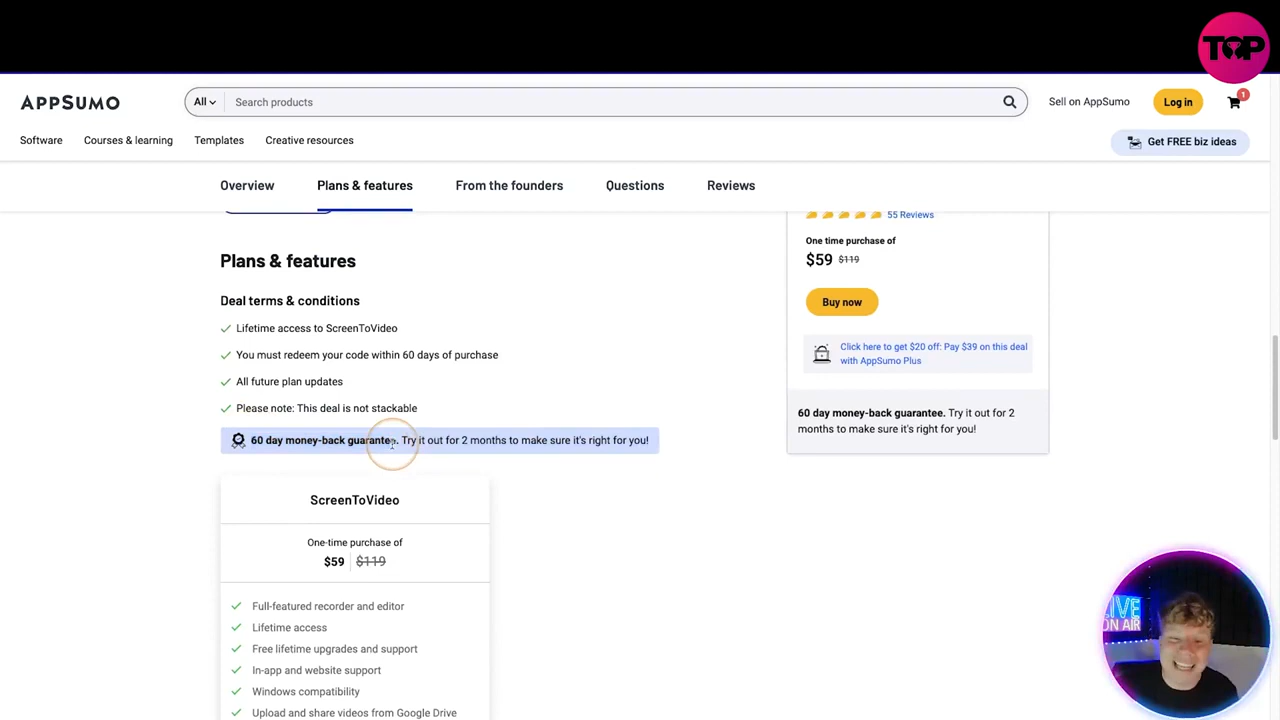 TOP
APPSUMO
All
Search products
Sell on AppSumo
Log in
1
Software
Courses & learning
Templates
Creative resources
Get FREE biz ideas
Overview
Plans & features
From the founders
Questions
Reviews
55 Reviews
One time purchase of
$59 $119
Buy now
Click here to get $20 off: Pay $39 on this deal
with AppSumo Plus
60 day money-back guarantee. Try it out for 2
months to make sure it's right for you!
Plans & features
Deal terms & conditions
Lifetime access to ScreenToVideo
You must redeem your code within 60 days of purchase
All future plan updates
Please note: This deal is not stackable
60 day money-back guarantee. Try it out for 2 months to make sure it's right for you!
ScreenToVideo
One-time purchase of
$59 $119
Full-featured recorder and editor
Lifetime access
Free lifetime upgrades and support
In-app and website support
Windows compatibility
Upload and share videos from Google Drive
LIVE
ON AIR